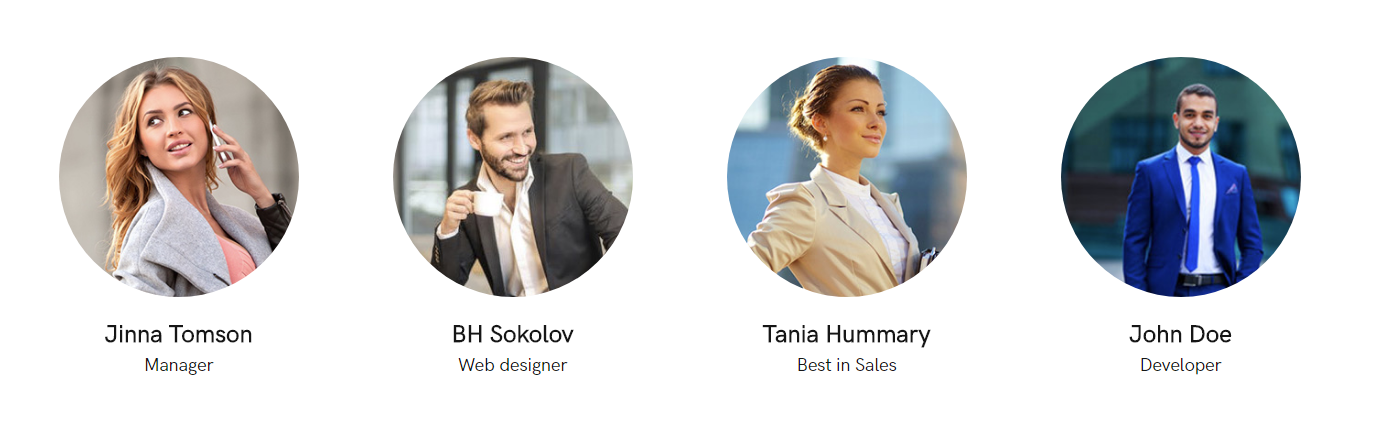 Jinna Tomson
Manager
BH Sokolov
Web designer
Tania Hummary
Best in Sales
John Doe
Developer